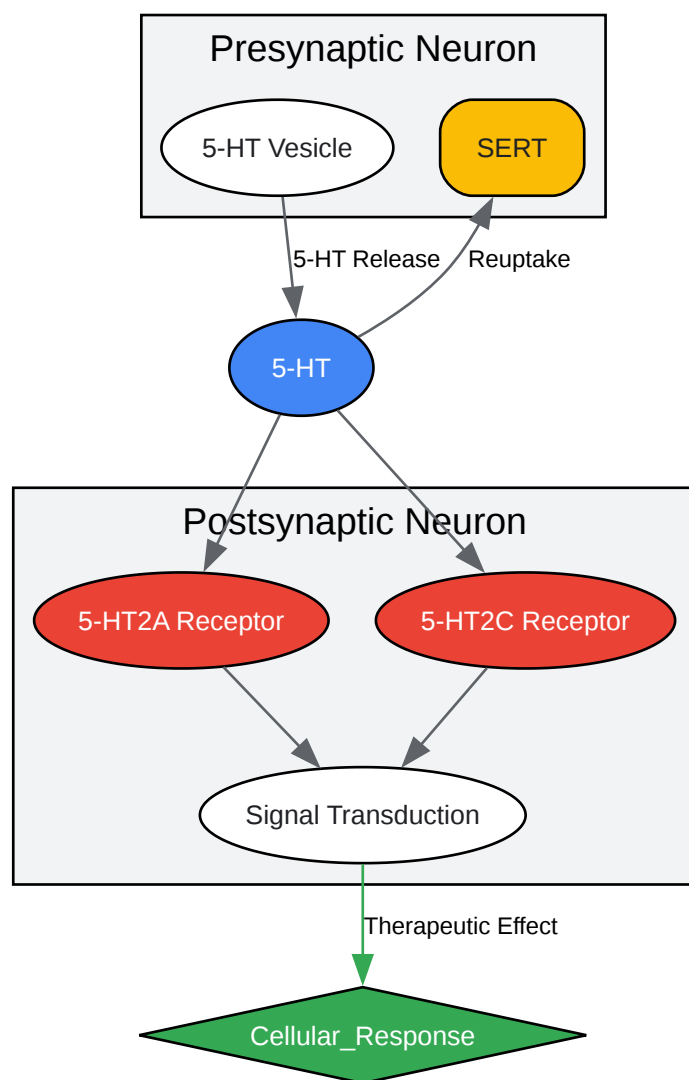 Presynaptic Neuron
5-HT Vesicle
SERT
5-HT Release
Reuptake
5-HT
Postsynaptic Neuron
5-HT2A Receptor
5-HT2C Receptor
Signal Transduction
Therapeutic Effect
Cellular_Response